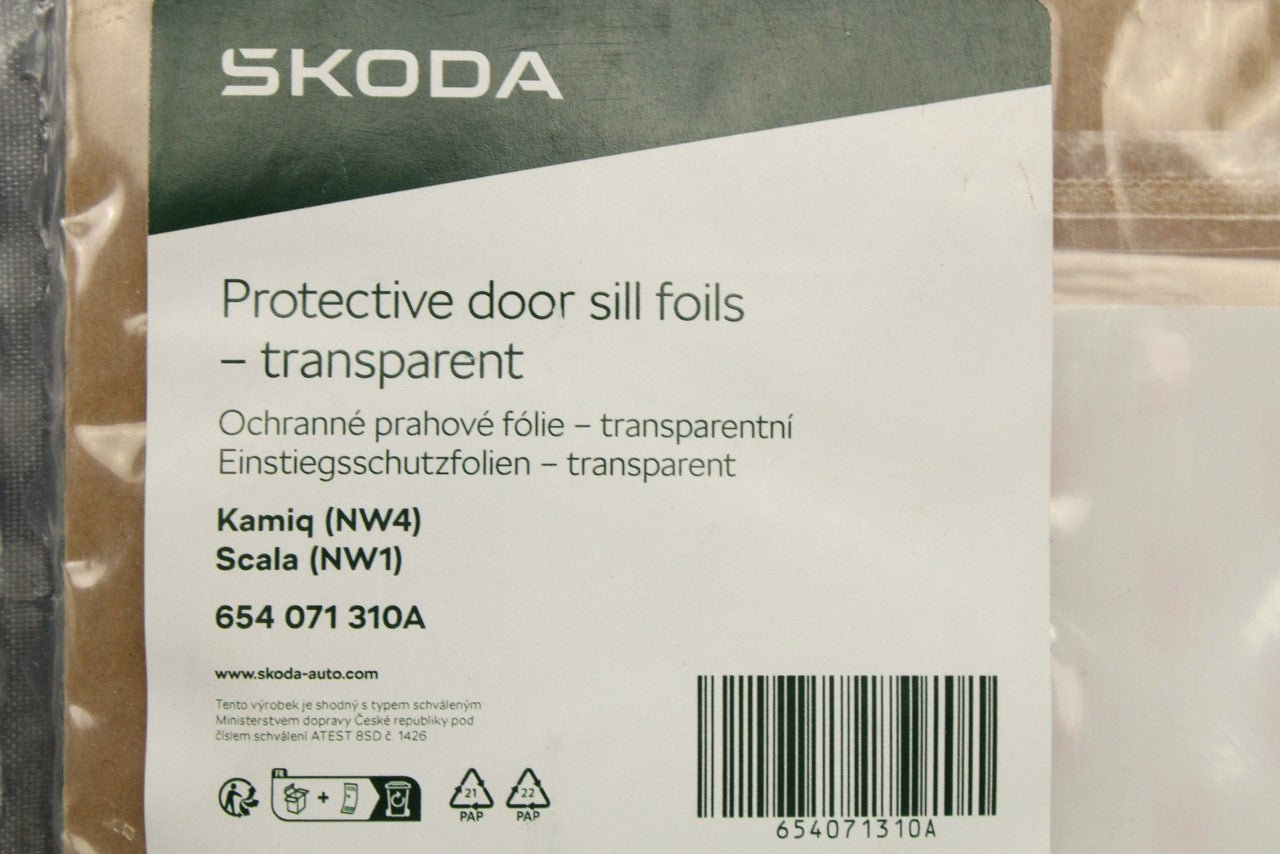 ŠKODA
Protective door sill foils
– transparent
Ochranné prahové fólie – transparentní
Einstiegsschutzfolien – transparent
Kamiq (NW4)
Scala (NW1)
654 071 310A
www.skoda-auto.com
Tento výrobek je shodný s typem schváleným
Ministerstvem dopravy České republiky pod
číslem schválení ATEST 8SD č. 1426
FR
+
21
PAP
22
PAP
654071310A